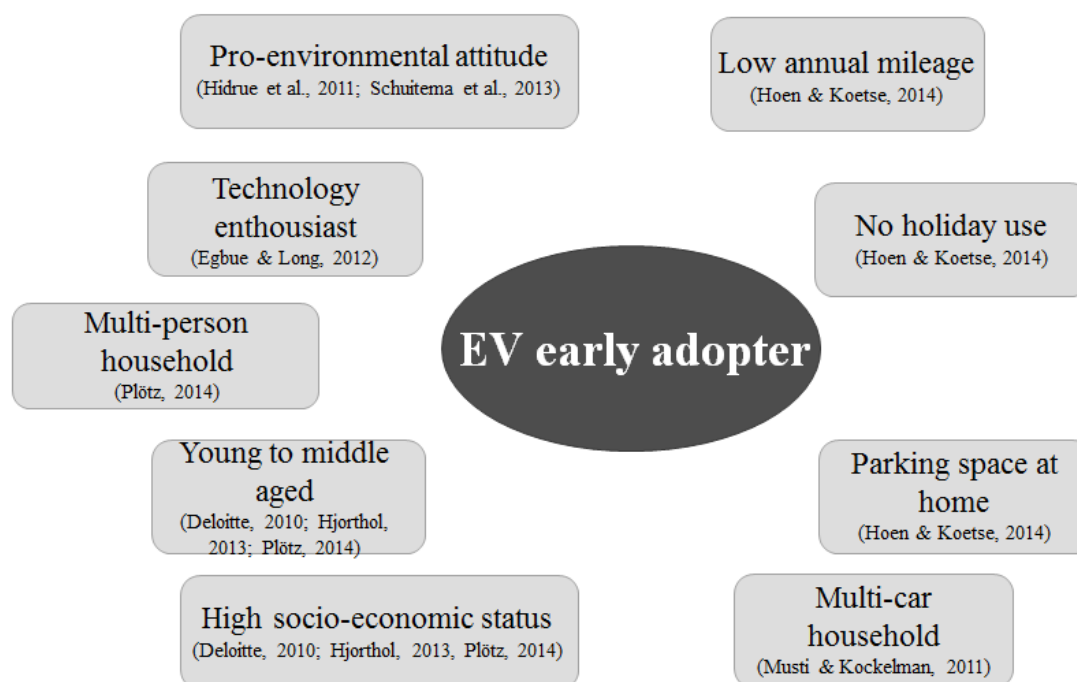 Pro-environmental attitude
(Hidrue et al., 2011; Schuitema et al., 2013)
Low annual mileage
(Hoen & Koetse, 2014)
Technology
enthousiast
(Egbue & Long, 2012)
No holiday use
(Hoen & Koetse, 2014)
Multi-person
household
(Plötz, 2014)
EV early adopter
Young to middle
aged
(Deloitte, 2010; Hjorthol,
2013; Plötz, 2014)
Parking space at
home
(Hoen & Koetse, 2014)
High socio-economic status
(Deloitte, 2010; Hjorthol, 2013, Plötz, 2014)
Multi-car
household
(Musti & Kockelman, 2011)